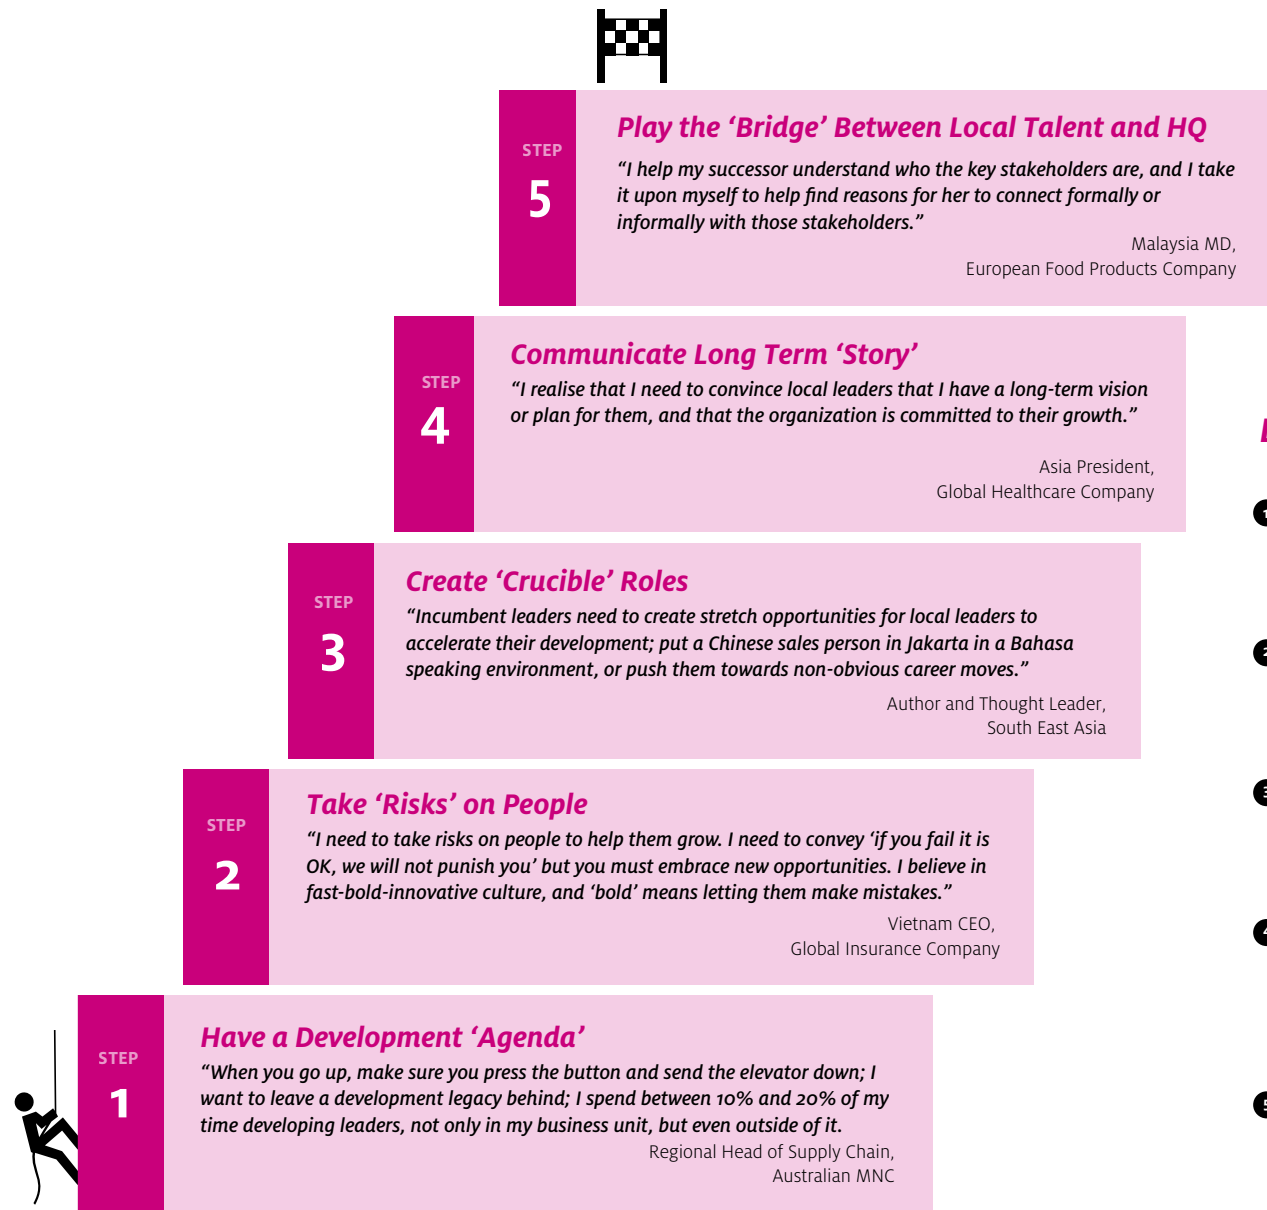 STEP
5
Play the ‘Bridge’ Between Local Talent and HQ
“I help my successor understand who the key stakeholders are, and I take
it upon myself to help find reasons for her to connect formally or
informally with those stakeholders.”
Malaysia MD,
European Food Products Company
STEP
4
Communicate Long Term ‘Story’
“I realise that I need to convince local leaders that I have a long-term vision
or plan for them, and that the organization is committed to their growth.”
Asia President,
Global Healthcare Company
STEP
3
Create ‘Crucible’ Roles
“Incumbent leaders need to create stretch opportunities for local leaders to
accelerate their development; put a Chinese sales person in Jakarta in a Bahasa
speaking environment, or push them towards non-obvious career moves.”
Author and Thought Leader,
South East Asia
STEP
2
Take ‘Risks’ on People
“I need to take risks on people to help them grow. I need to convey ‘if you fail it is
OK, we will not punish you’ but you must embrace new opportunities. I believe in
fast-bold-innovative culture, and ‘bold’ means letting them make mistakes.”
Vietnam CEO,
Global Insurance Company
STEP
1
Have a Development ‘Agenda’
“When you go up, make sure you press the button and send the elevator down; I
want to leave a development legacy behind; I spend between 10% and 20% of my
time developing leaders, not only in my business unit, but even outside of it.
Regional Head of Supply Chain,
Australian MNC